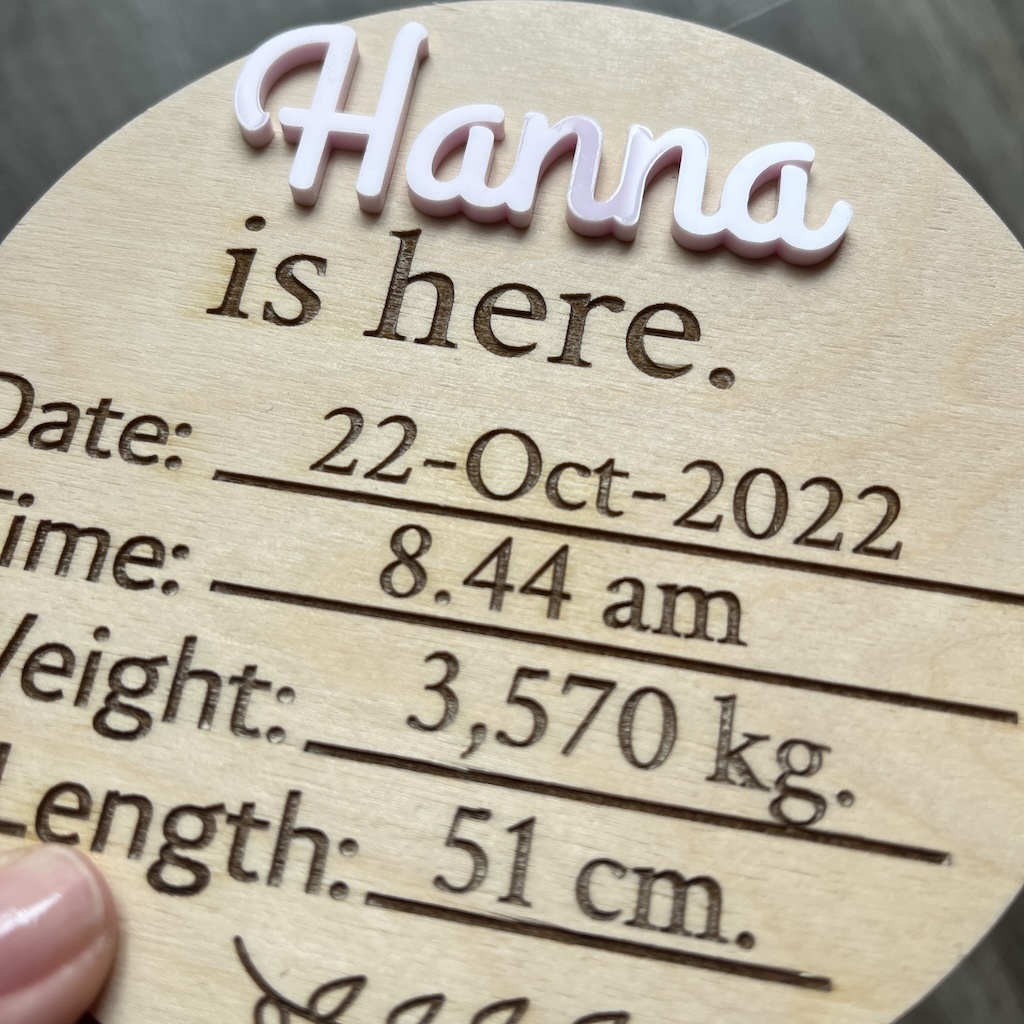 Hanna
is here.
Date: 22-Oct-2022
Time: 8.44 am
Weight: 3,570 kg.
Length: 51 cm.